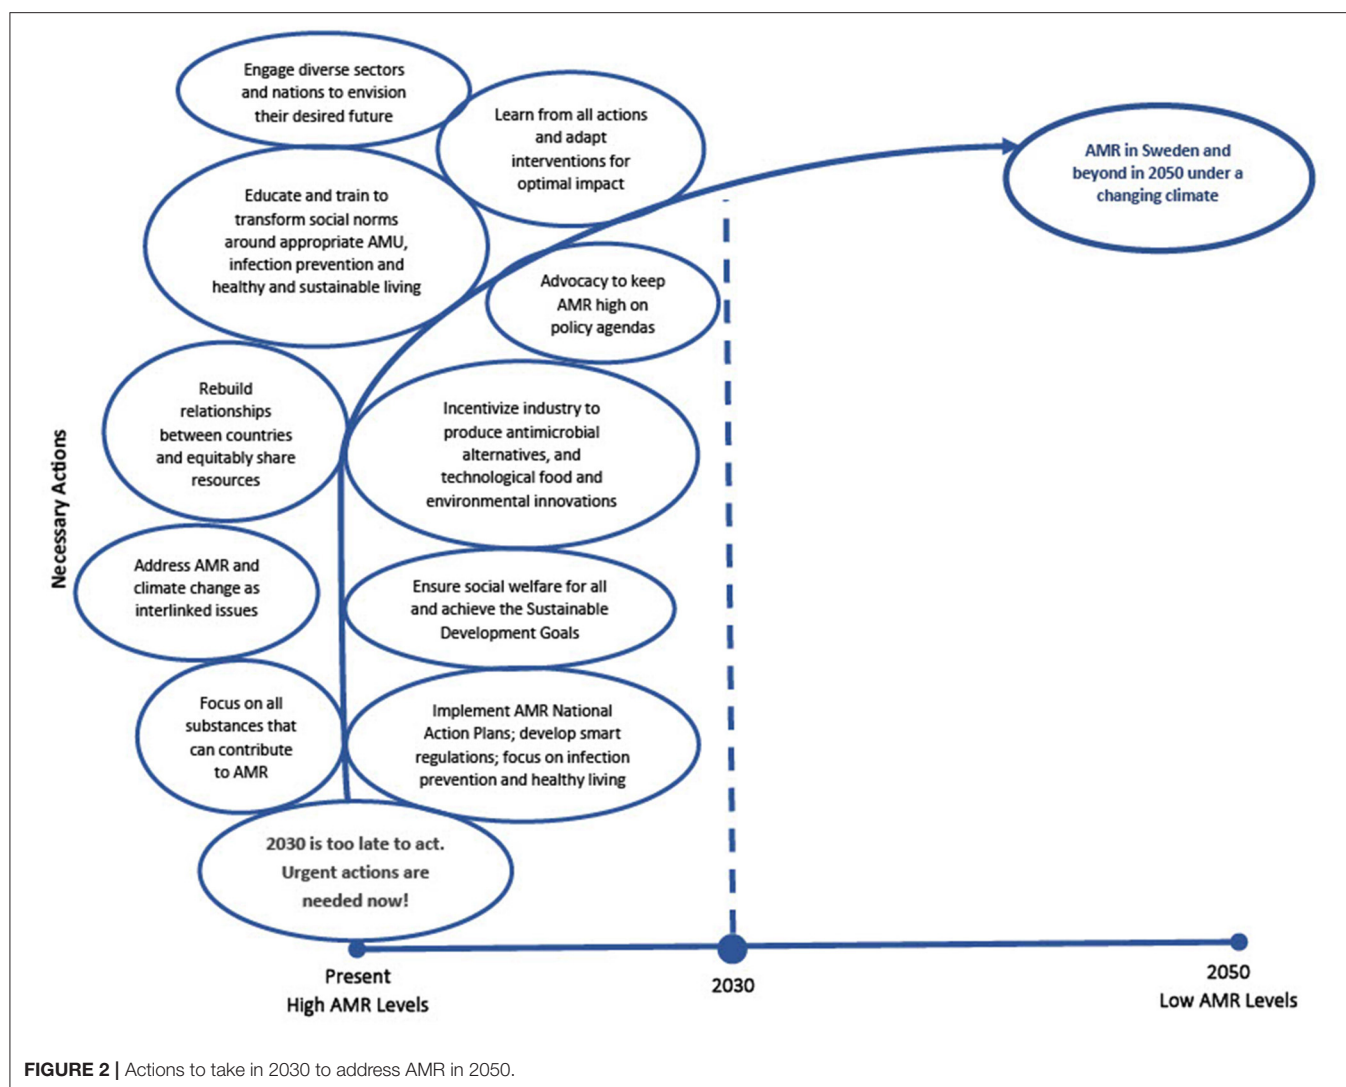 Engage diverse sectors
and nations to envision
their desired future
Learn from all actions
and adapt
interventions for
optimal impact
AMR in Sweden and
beyond in 2050 under a
changing climate
Educate and train to
transform social norms
around appropriate AMU,
infection prevention and
healthy and sustainable living
Advocacy to keep
AMR high on
policy agendas
Rebuild
relationships
between countries
and equitably share
resources
Incentivize industry to
produce antimicrobial
alternatives, and
technological food and
environmental innovations
Necessary Actions
Address AMR and
climate change as
interlinked issues
Ensure social welfare for all
and achieve the Sustainable
Development Goals
Focus on all
substances that
can contribute
to AMR
Implement AMR National
Action Plans; develop smart
regulations; focus on infection
prevention and healthy living
2030 is too late to act.
Urgent actions are
needed now!
Present
High AMR Levels
2030
2050
Low AMR Levels
FIGURE 2 | Actions to take in 2030 to address AMR in 2050.